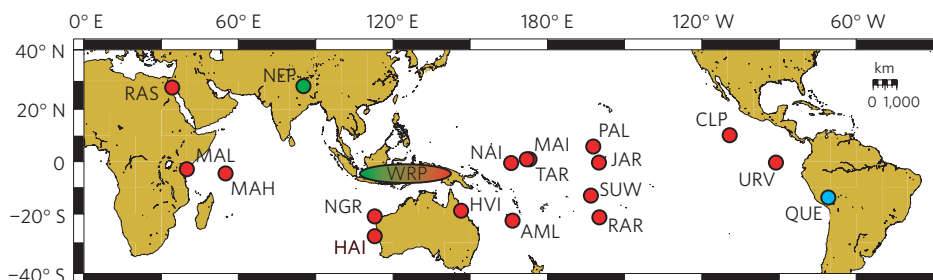 0° E 60° E 120° E 180° E 120° W 60° W
40° N
20° N
0
−20° S
−40° S
km
0 1,000
RAS
NEP
MAL
MAH
WRP
NGR
HAI
HVI
AML
NAI
MAI
TAR
PAL
JAR
SUW
RAR
CLP
URV
QUE